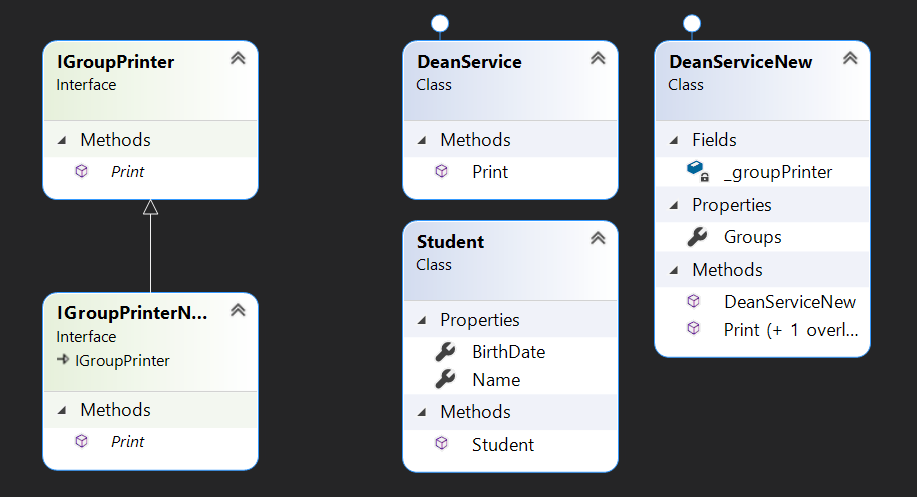 IGroupPrinter
Interface
Methods
Print
IGroupPrinterN...
Interface
IGroupPrinter
Methods
Print
DeanService
Class
Methods
Print
Student
Class
Properties
BirthDate
Name
Methods
Student
DeanServiceNew
Class
Fields
_groupPrinter
Properties
Groups
Methods
DeanServiceNew
Print (+ 1 overl...